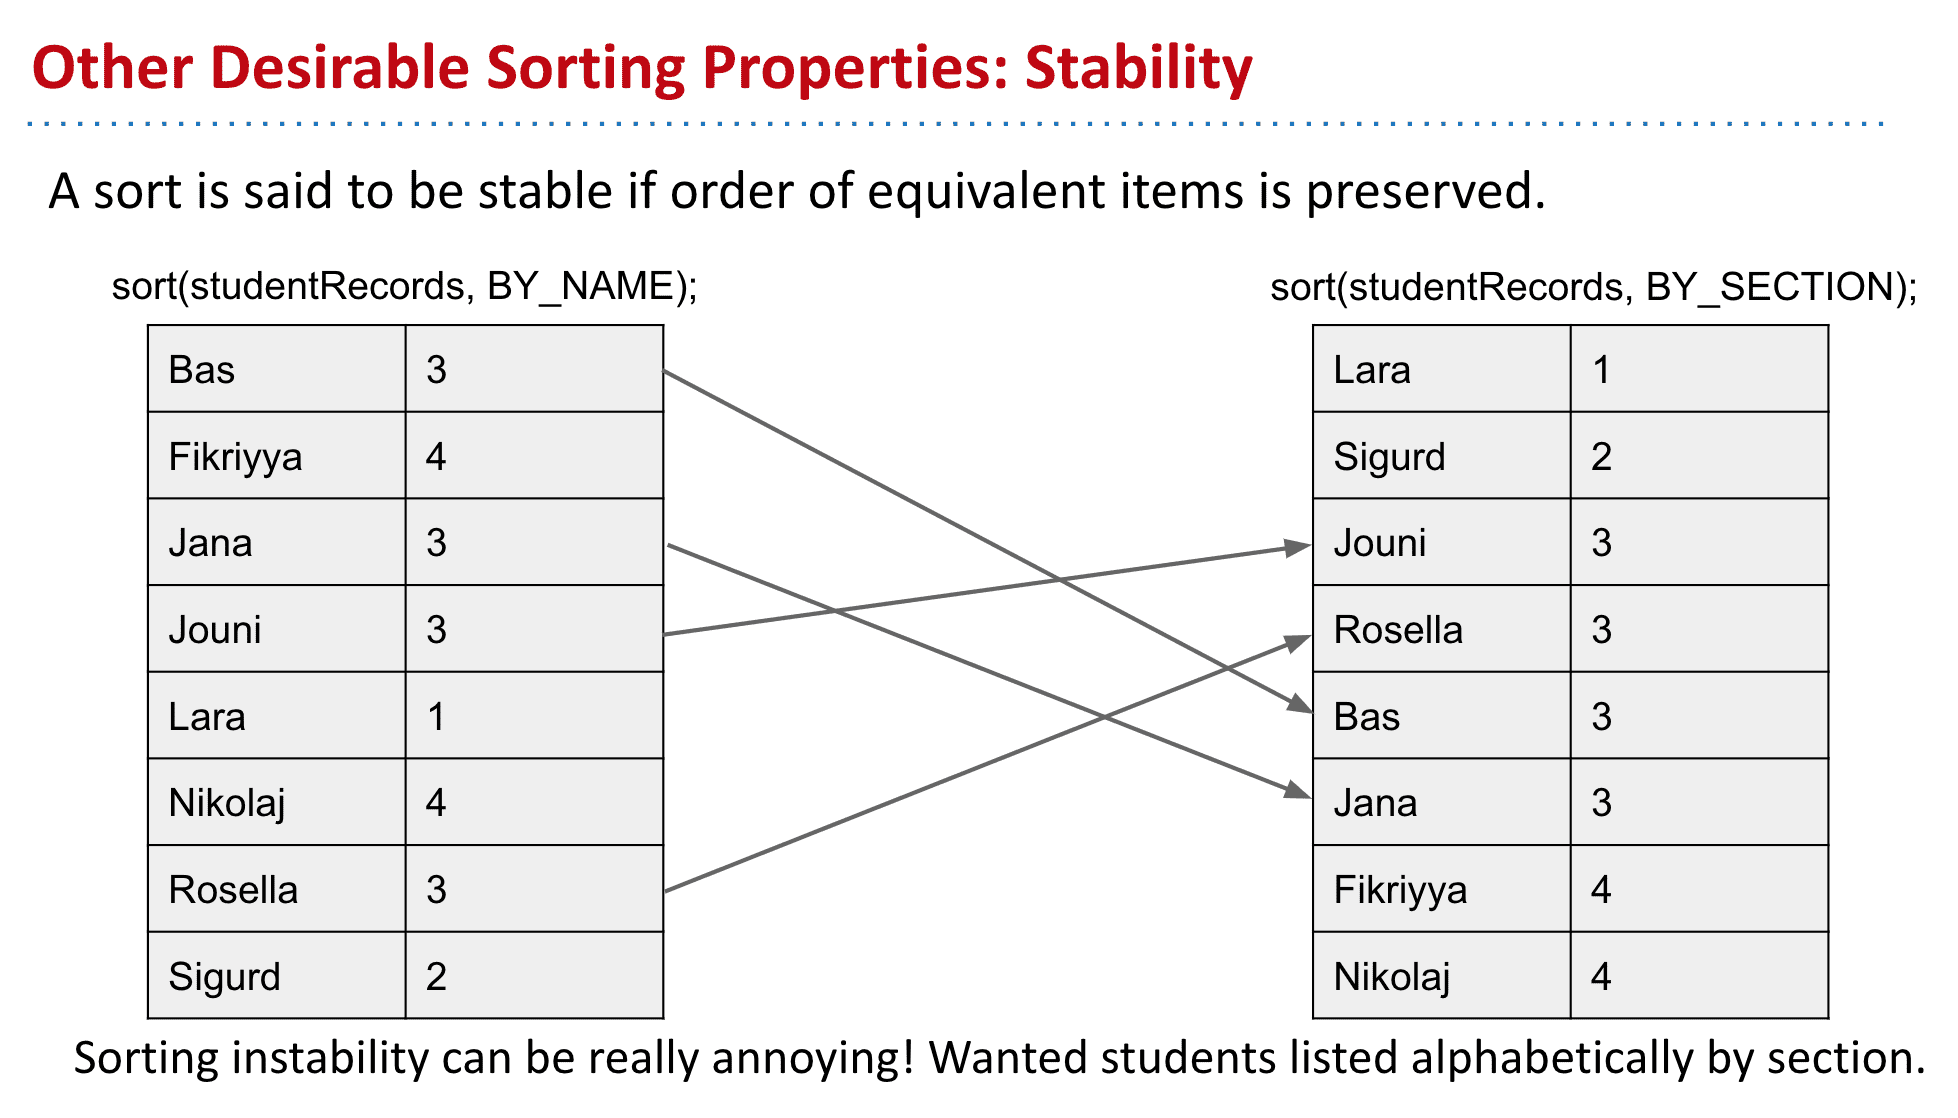 Other Desirable Sorting Properties: Stability
A sort is said to be stable if order of equivalent items is preserved.
sort(studentRecords, BY_NAME);
Bas 3
Fikriyya 4
Jana 3
Jouni 3
Lara 1
Nikolaj 4
Rosella 3
Sigurd 2
sort(studentRecords, BY_SECTION);
Lara 1
Sigurd 2
Jouni 3
Rosella 3
Bas 3
Jana 3
Fikriyya 4
Nikolaj 4
Sorting instability can be really annoying! Wanted students listed alphabetically by section.